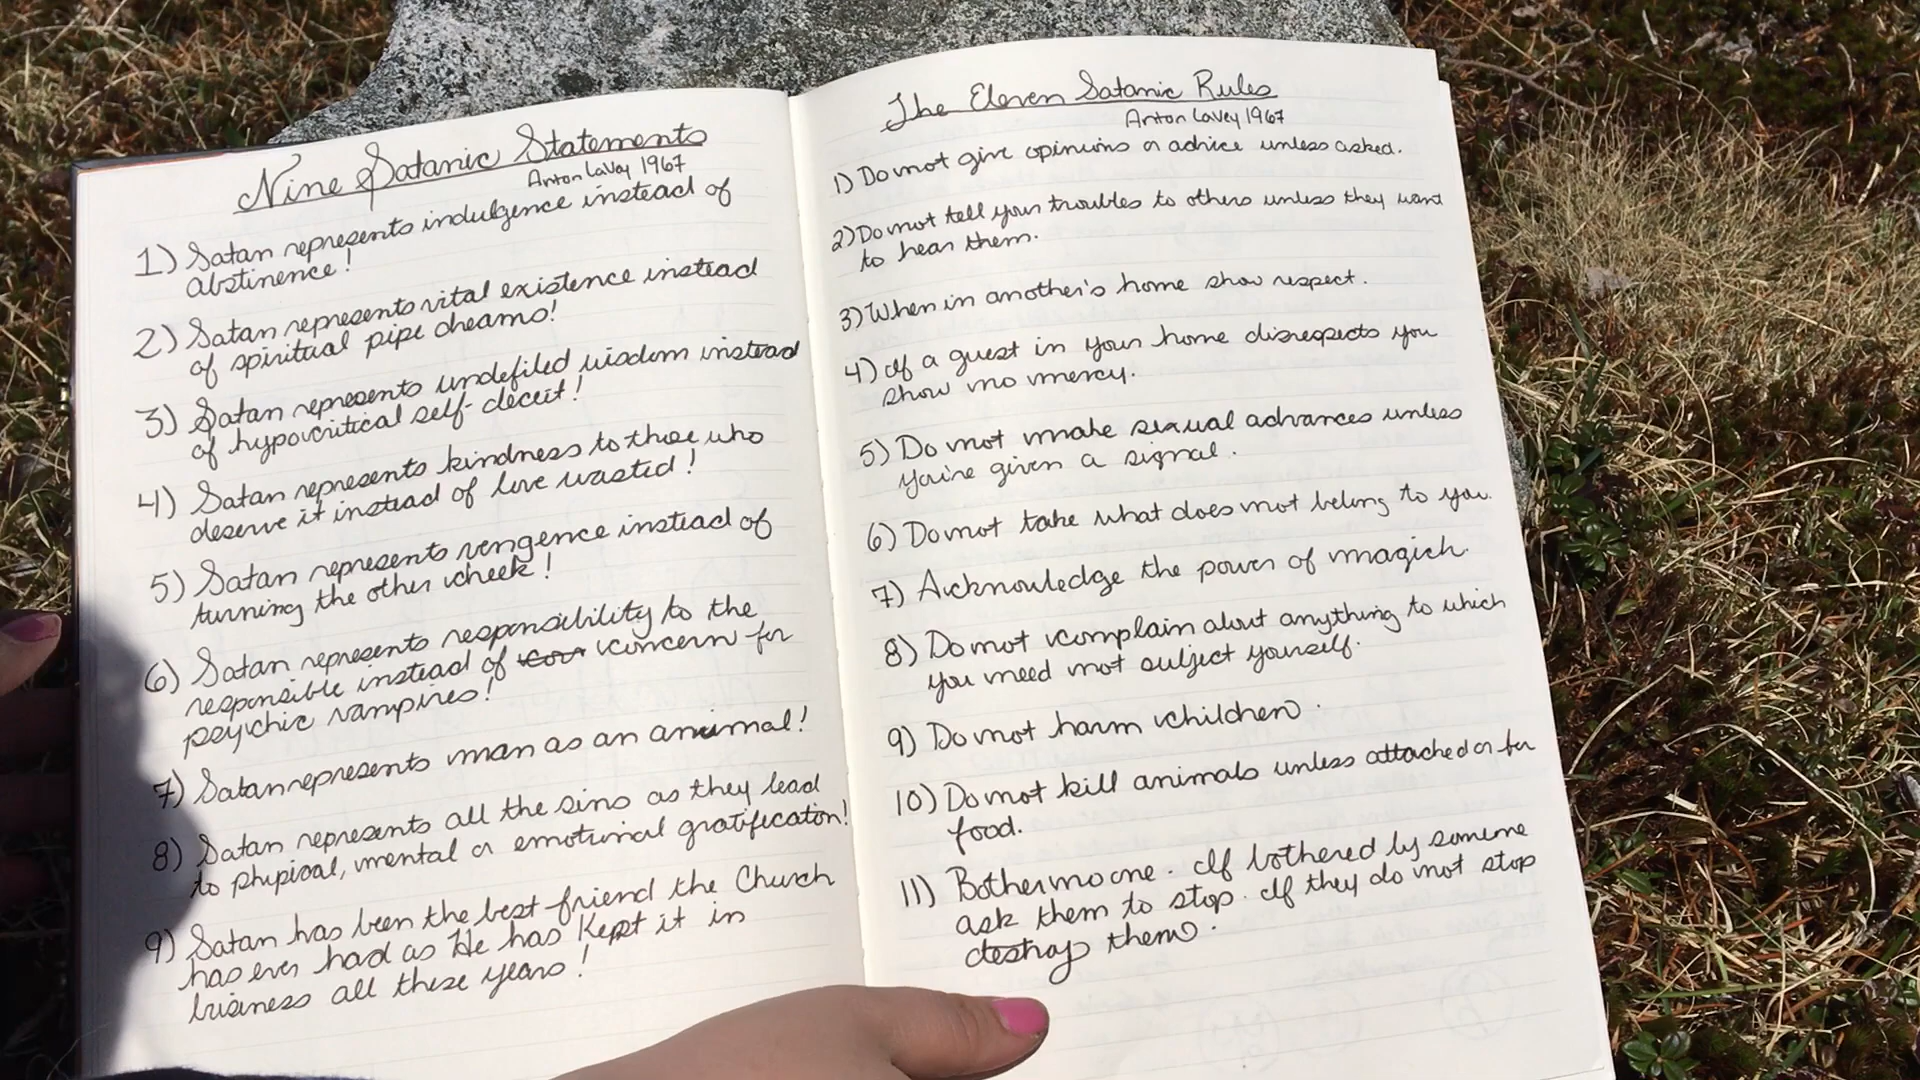 Nine Satanic Statements
Anton LaVey 1967
1) Satan represents indulgence instead of
abstinence!
2) Satan represents vital existence instead
of spiritual pipe dreams!
3) Satan represents undefiled wisdom instead
of hypocritical self-deceit!
4) Satan represents kindness to those who
deserve it instead of love wasted!
5) Satan represents vengence instead of
turning the other cheek!
6) Satan represents responsibility to the
responsible instead of concern for
psychic vampires!
7) Satan represents man as an animal!
8) Satan represents all the sins as they lead
to phyisical, mental or emotional gratification!
9) Satan has been the best friend the Church
has ever had as He has Kept it in
business all these years!
The Eleven Satanic Rules
Anton LaVey 1967
1) Do not give opinions or advice unless asked.
2) Do not tell your troubles to others unless they want
to hear them.
3) When in another's home show respect.
4) If a guest in your home disrespects you
show no mercy.
5) Do not make sexual advances unless
you're given a signal.
6) Do not take what does not belong to you.
7) Acknowledge the power of magick.
8) Do not complain about anything to which
you need not subject yourself.
9) Do not harm children.
10) Do not kill animals unless attacked or for
food.
11) Bother no one. If bothered by someone
ask them to stop. If they do not stop
destroy them.